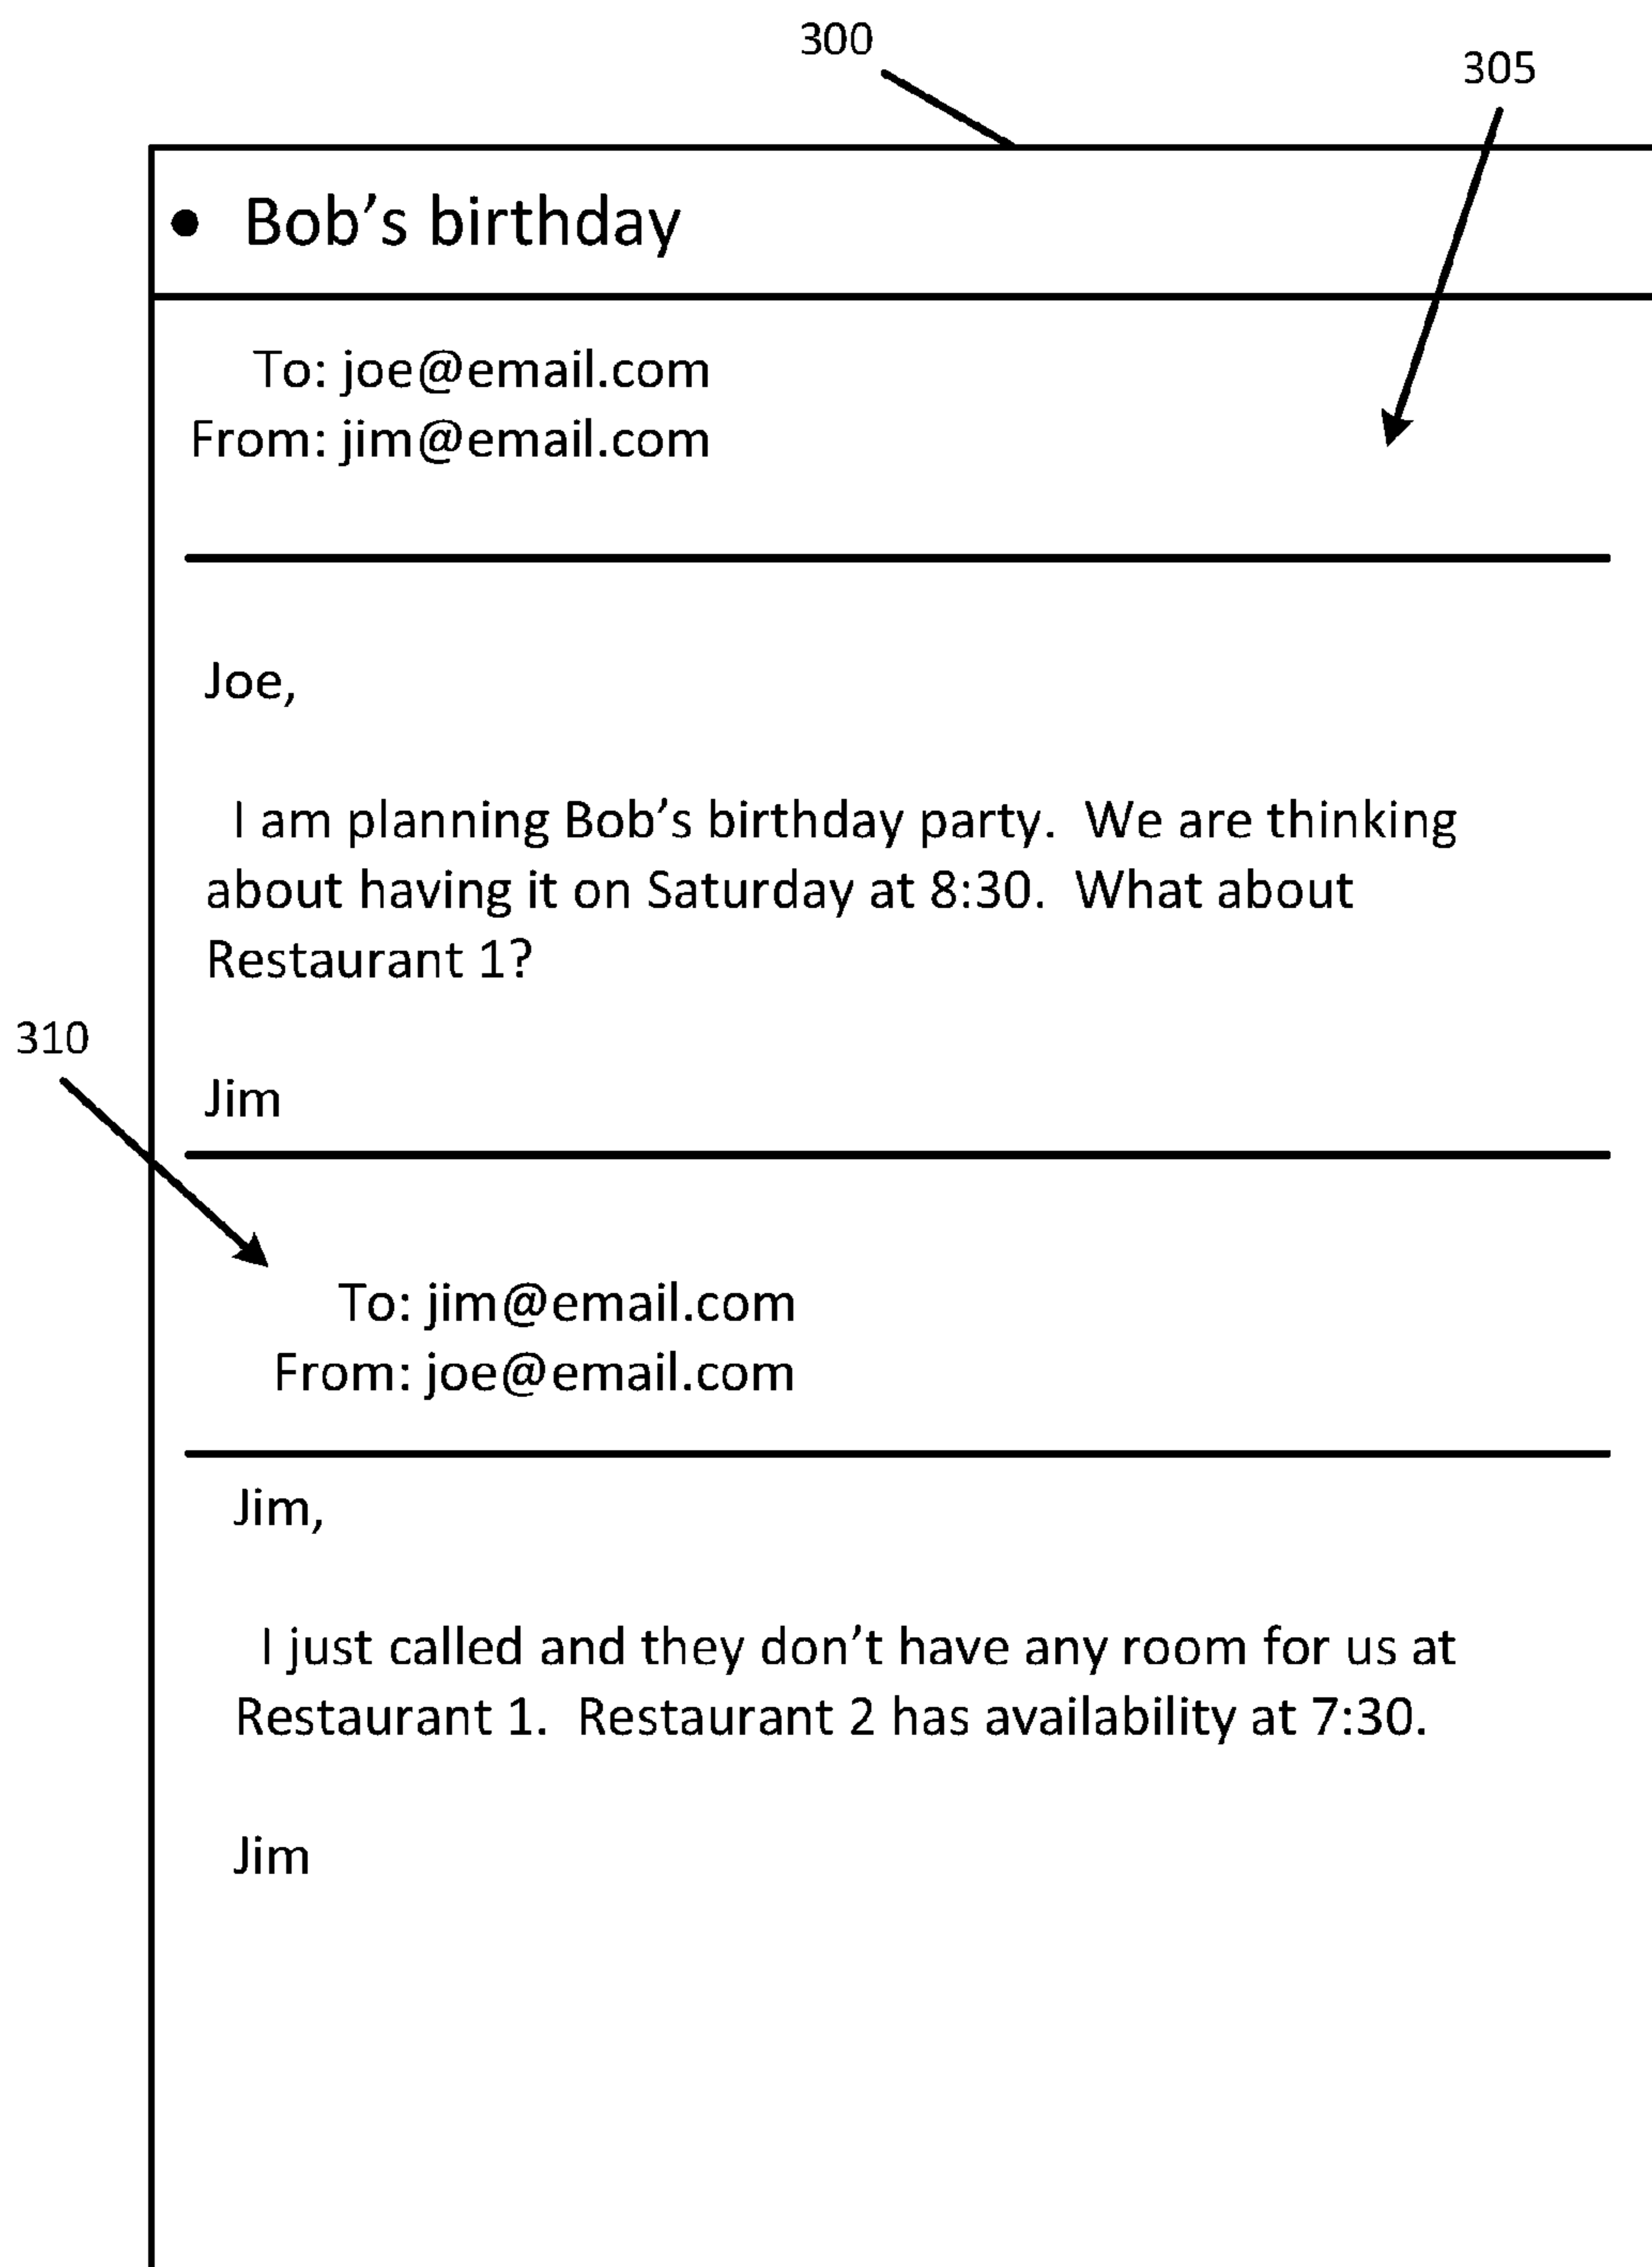 300
305
• Bob’s birthday
To: joe@email.com
From: jim@email.com
Joe,
I am planning Bob’s birthday party.  We are thinking
about having it on Saturday at 8:30.  What about
Restaurant 1?
310
Jim
To: jim@email.com
From: joe@email.com
Jim,
I just called and they don’t have any room for us at
Restaurant 1.  Restaurant 2 has availability at 7:30.
Jim